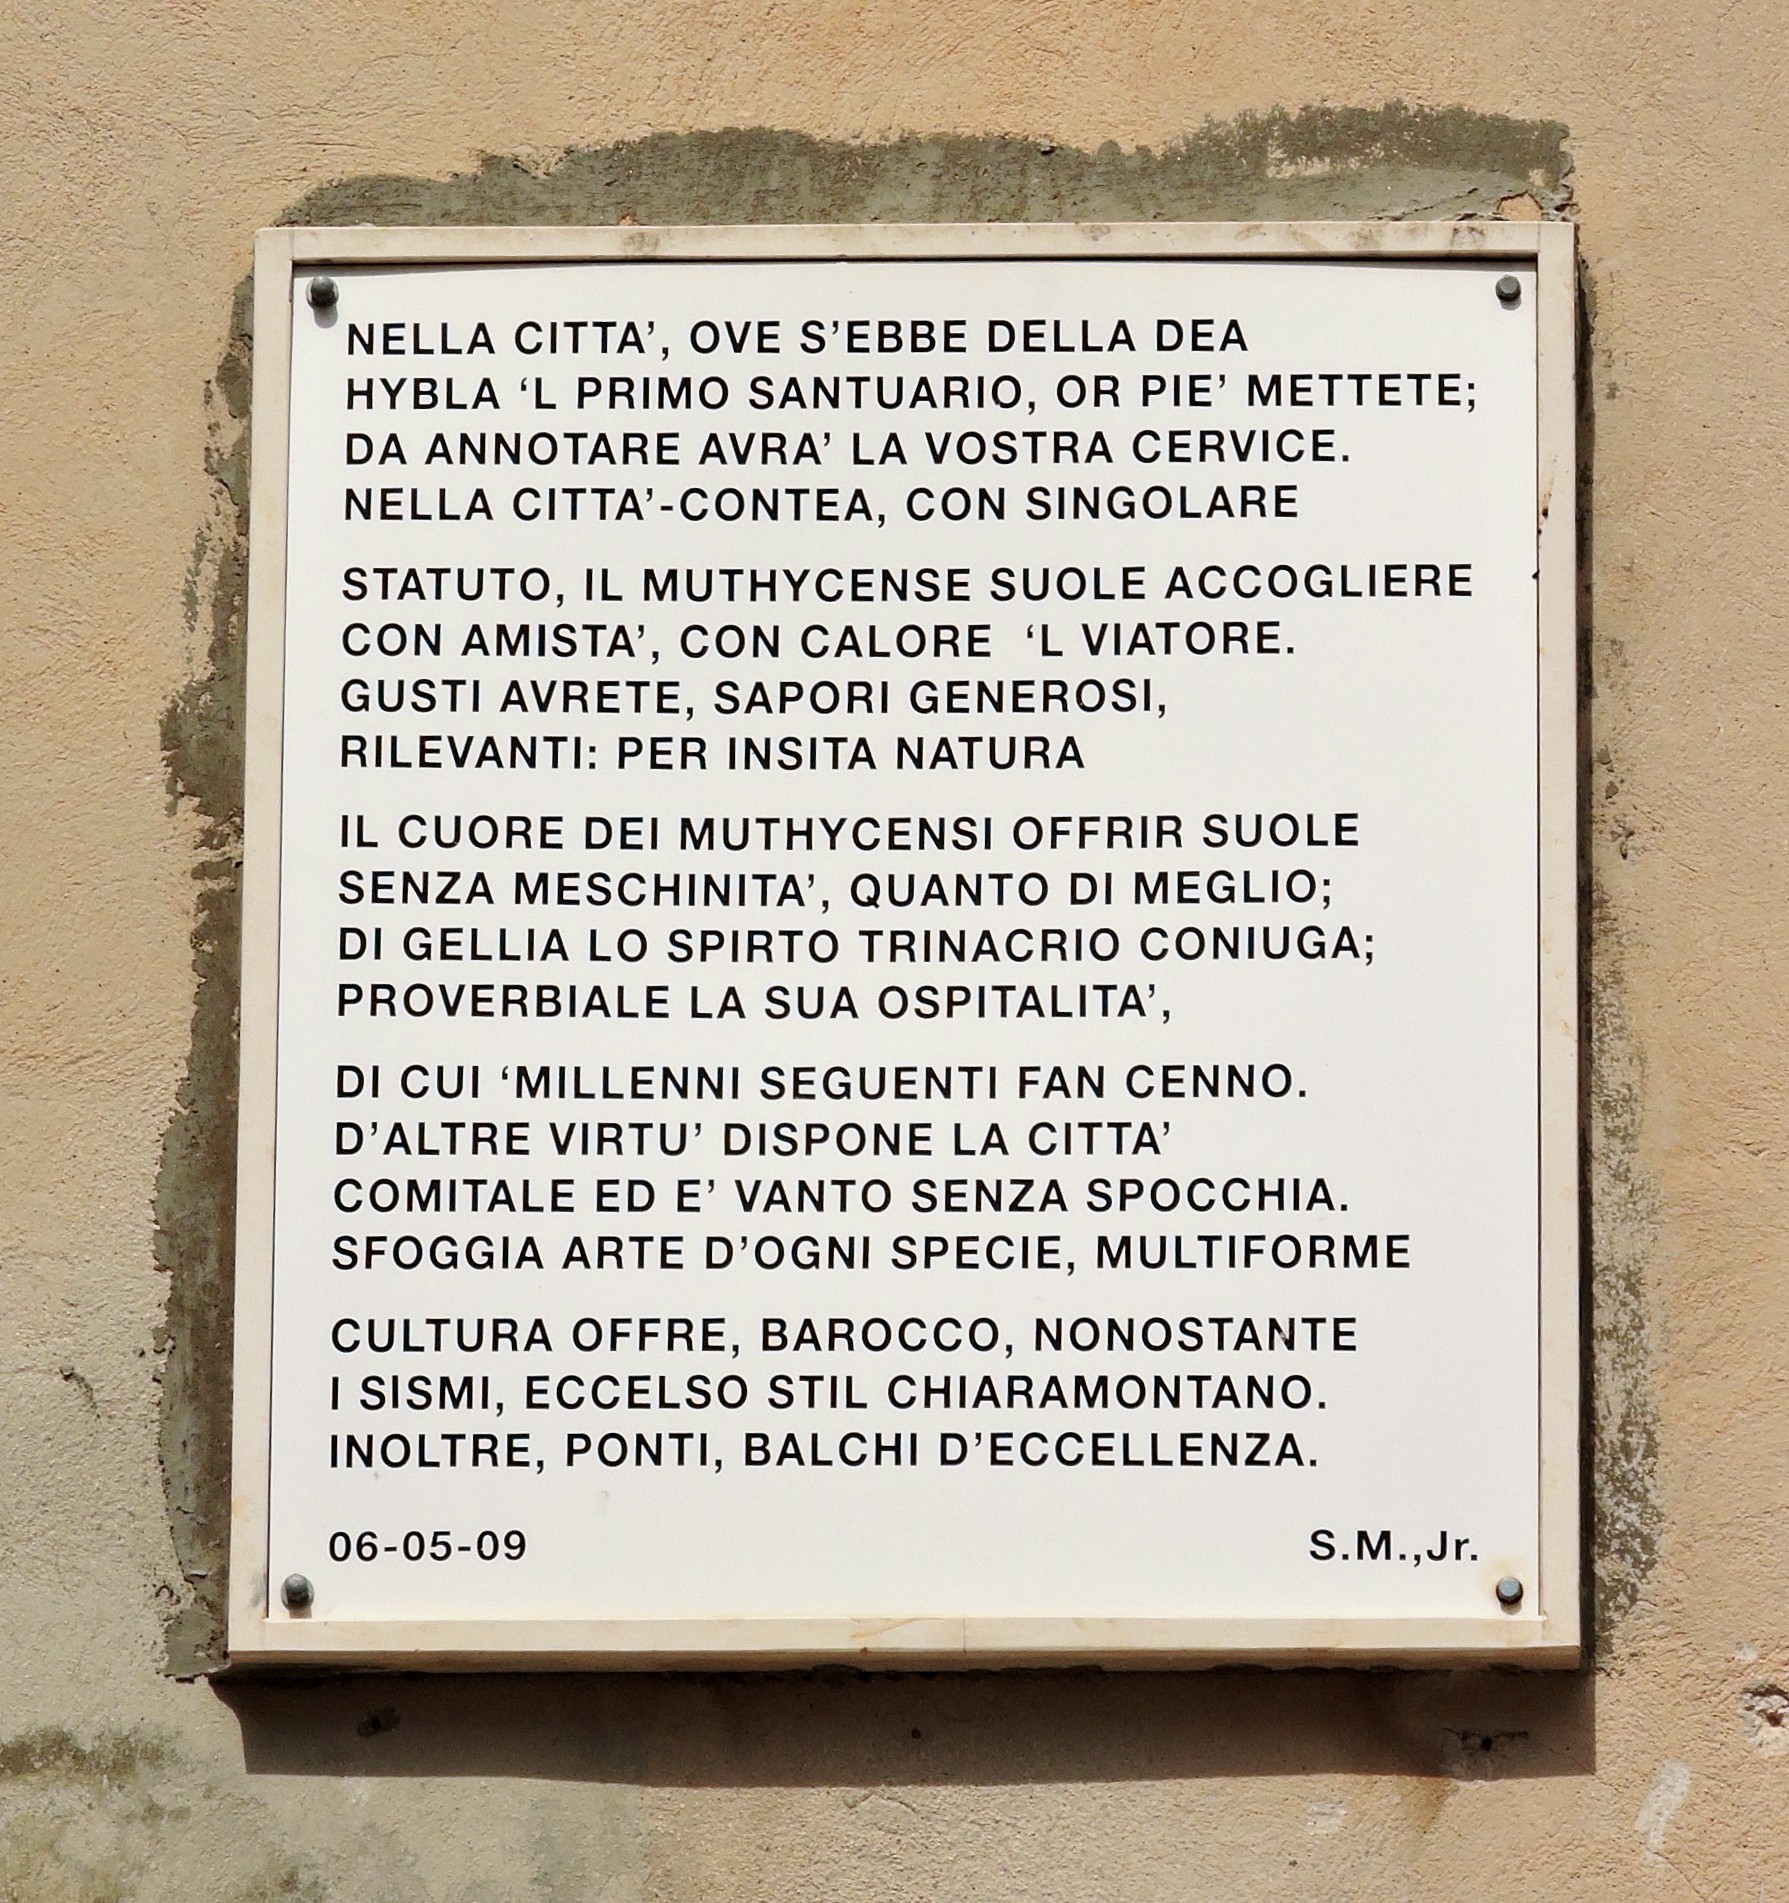 NELLA CITTA’, OVE S’EBBE DELLA DEA
HYBLA ‘L PRIMO SANTUARIO, OR PIE’ METTETE;
DA ANNOTARE AVRA’ LA VOSTRA CERVICE.
NELLA CITTA’-CONTEA, CON SINGOLARE
STATUTO, IL MUTHYCENSE SUOLE ACCOGLIERE
CON AMISTA’, CON CALORE ‘L VIATORE.
GUSTI AVRETE, SAPORI GENEROSI,
RILEVANTI: PER INSITA NATURA
IL CUORE DEI MUTHYCENSI OFFRIR SUOLE
SENZA MESCHINITA’, QUANTO DI MEGLIO;
DI GELLIA LO SPIRTO TRINACRIO CONIUGA;
PROVERBIALE LA SUA OSPITALITA’,
DI CUI ‘MILLENNI SEGUENTI FAN CENNO.
D’ALTRE VIRTU’ DISPONE LA CITTA’
COMITALE ED E’ VANTO SENZA SPOCCHIA.
SFOGGIA ARTE D’OGNI SPECIE, MULTIFORME
CULTURA OFFRE, BAROCCO, NONOSTANTE
I SISMI, ECCELSO STIL CHIARAMONTANO.
INOLTRE, PONTI, BALCHI D’ECCELLENZA.
06-05-09 S.M.,Jr.